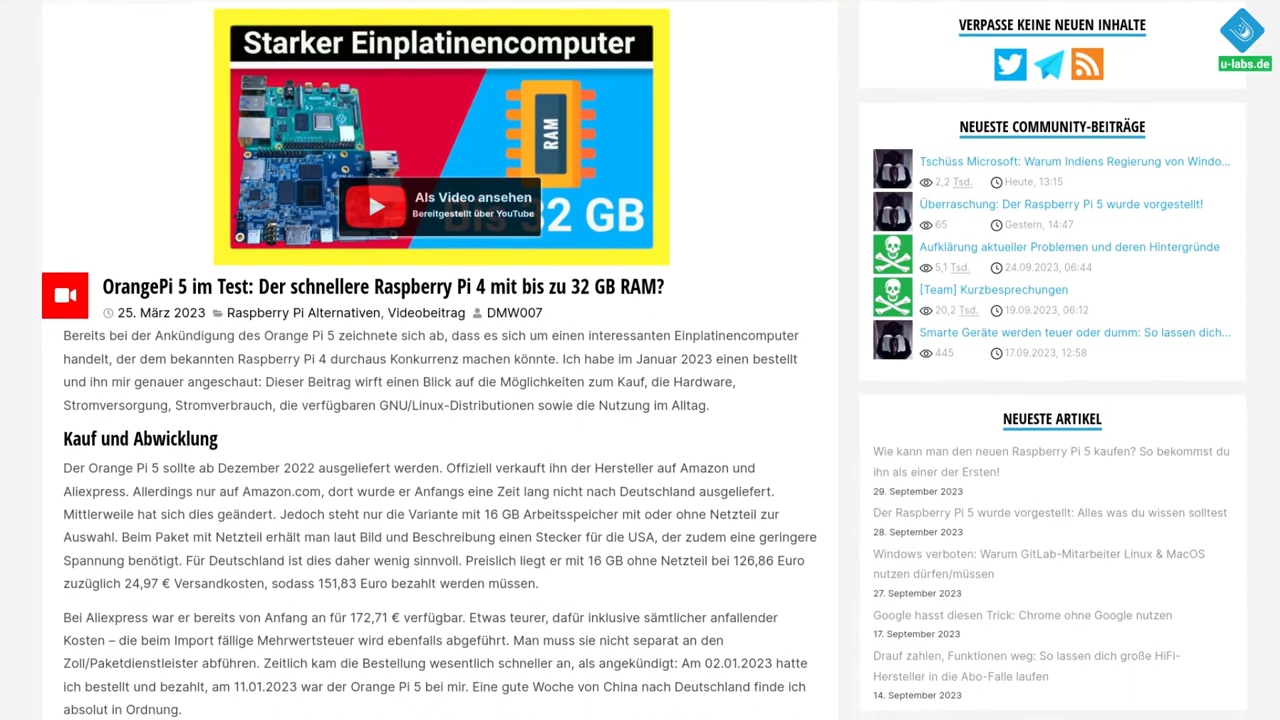 Starker Einplatinencomputer
RAM
Als Video ansehen
Bereitgestellt über YouTube
BIS 32 GB
OrangePi 5 im Test: Der schnellere Raspberry Pi 4 mit bis zu 32 GB RAM?
25. März 2023 Raspberry Pi Alternativen, Videobeitrag DMW007
Bereits bei der Ankündigung des Orange Pi 5 zeichnete sich ab, dass es sich um einen interessanten Einplatinencomputer
handelt, der dem bekannten Raspberry Pi 4 durchaus Konkurrenz machen könnte. Ich habe im Januar 2023 einen bestellt
und ihn mir genauer angeschaut: Dieser Beitrag wirft einen Blick auf die Möglichkeiten zum Kauf, die Hardware,
Stromversorgung, Stromverbrauch, die verfügbaren GNU/Linux-Distributionen sowie die Nutzung im Alltag.
Kauf und Abwicklung
Der Orange Pi 5 sollte ab Dezember 2022 ausgeliefert werden. Offiziell verkauft ihn der Hersteller auf Amazon und
Aliexpress. Allerdings nur auf Amazon.com, dort wurde er Anfangs eine Zeit lang nicht nach Deutschland ausgeliefert.
Mittlerweile hat sich dies geändert. Jedoch steht nur die Variante mit 16 GB Arbeitsspeicher mit oder ohne Netzteil zur
Auswahl. Beim Paket mit Netzteil erhält man laut Bild und Beschreibung einen Stecker für die USA, der zudem eine geringere
Spannung benötigt. Für Deutschland ist dies daher wenig sinnvoll. Preislich liegt er mit 16 GB ohne Netzteil bei 126,86 Euro
zuzüglich 24,97 € Versandkosten, sodass 151,83 Euro bezahlt werden müssen.
Bei Aliexpress war er bereits von Anfang an für 172,71 € verfügbar. Etwas teurer, dafür inklusive sämtlicher anfallender
Kosten – die beim Import fällige Mehrwertsteuer wird ebenfalls abgeführt. Man muss sie nicht separat an den
Zoll/Paketdienstleister abführen. Zeitlich kam die Bestellung wesentlich schneller an, als angekündigt: Am 02.01.2023 hatte
ich bestellt und bezahlt, am 11.01.2023 war der Orange Pi 5 bei mir. Eine gute Woche von China nach Deutschland finde ich
absolut in Ordnung.
VERPASSE KEINE NEUEN INHALTE
u-labs.de
NEUESTE COMMUNITY-BEITRÄGE
Tschüss Microsoft: Warum Indiens Regierung von Windo...
2,2 Tsd. Heute, 13:15
Überraschung: Der Raspberry Pi 5 wurde vorgestellt!
65 Gestern, 14:47
Aufklärung aktueller Problemen und deren Hintergründe
5,1 Tsd. 24.09.2023, 06:44
[Team] Kurzbesprechungen
20,2 Tsd. 19.09.2023, 06:12
Smarte Geräte werden teuer oder dumm: So lassen dich...
445 17.09.2023, 12:58
NEUESTE ARTIKEL
Wie kann man den neuen Raspberry Pi 5 kaufen? So bekommst du
ihn als einer der Ersten!
29. September 2023
Der Raspberry Pi 5 wurde vorgestellt: Alles was du wissen solltest
28. September 2023
Windows verboten: Warum GitLab-Mitarbeiter Linux & MacOS
nutzen dürfen/müssen
27. September 2023
Google hasst diesen Trick: Chrome ohne Google nutzen
17. September 2023
Drauf zahlen, Funktionen weg: So lassen dich große HiFi-
Hersteller in die Abo-Falle laufen
14. September 2023